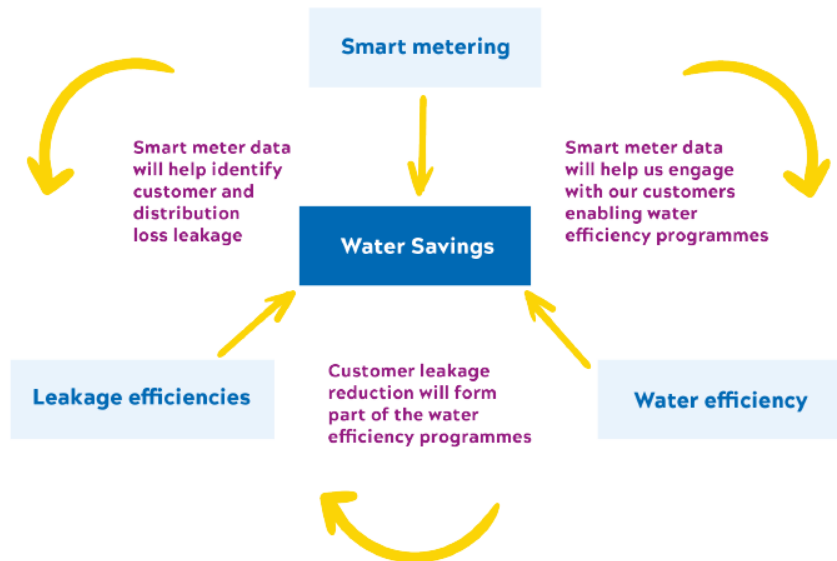 Smart metering
Smart meter data
will help identify
customer and
distribution
loss leakage
Smart meter data
will help us engage
with our customers
enabling water
efficiency programmes
Water Savings
Leakage efficiencies
Customer leakage
reduction will form
part of the water
efficiency programmes
Water efficiency